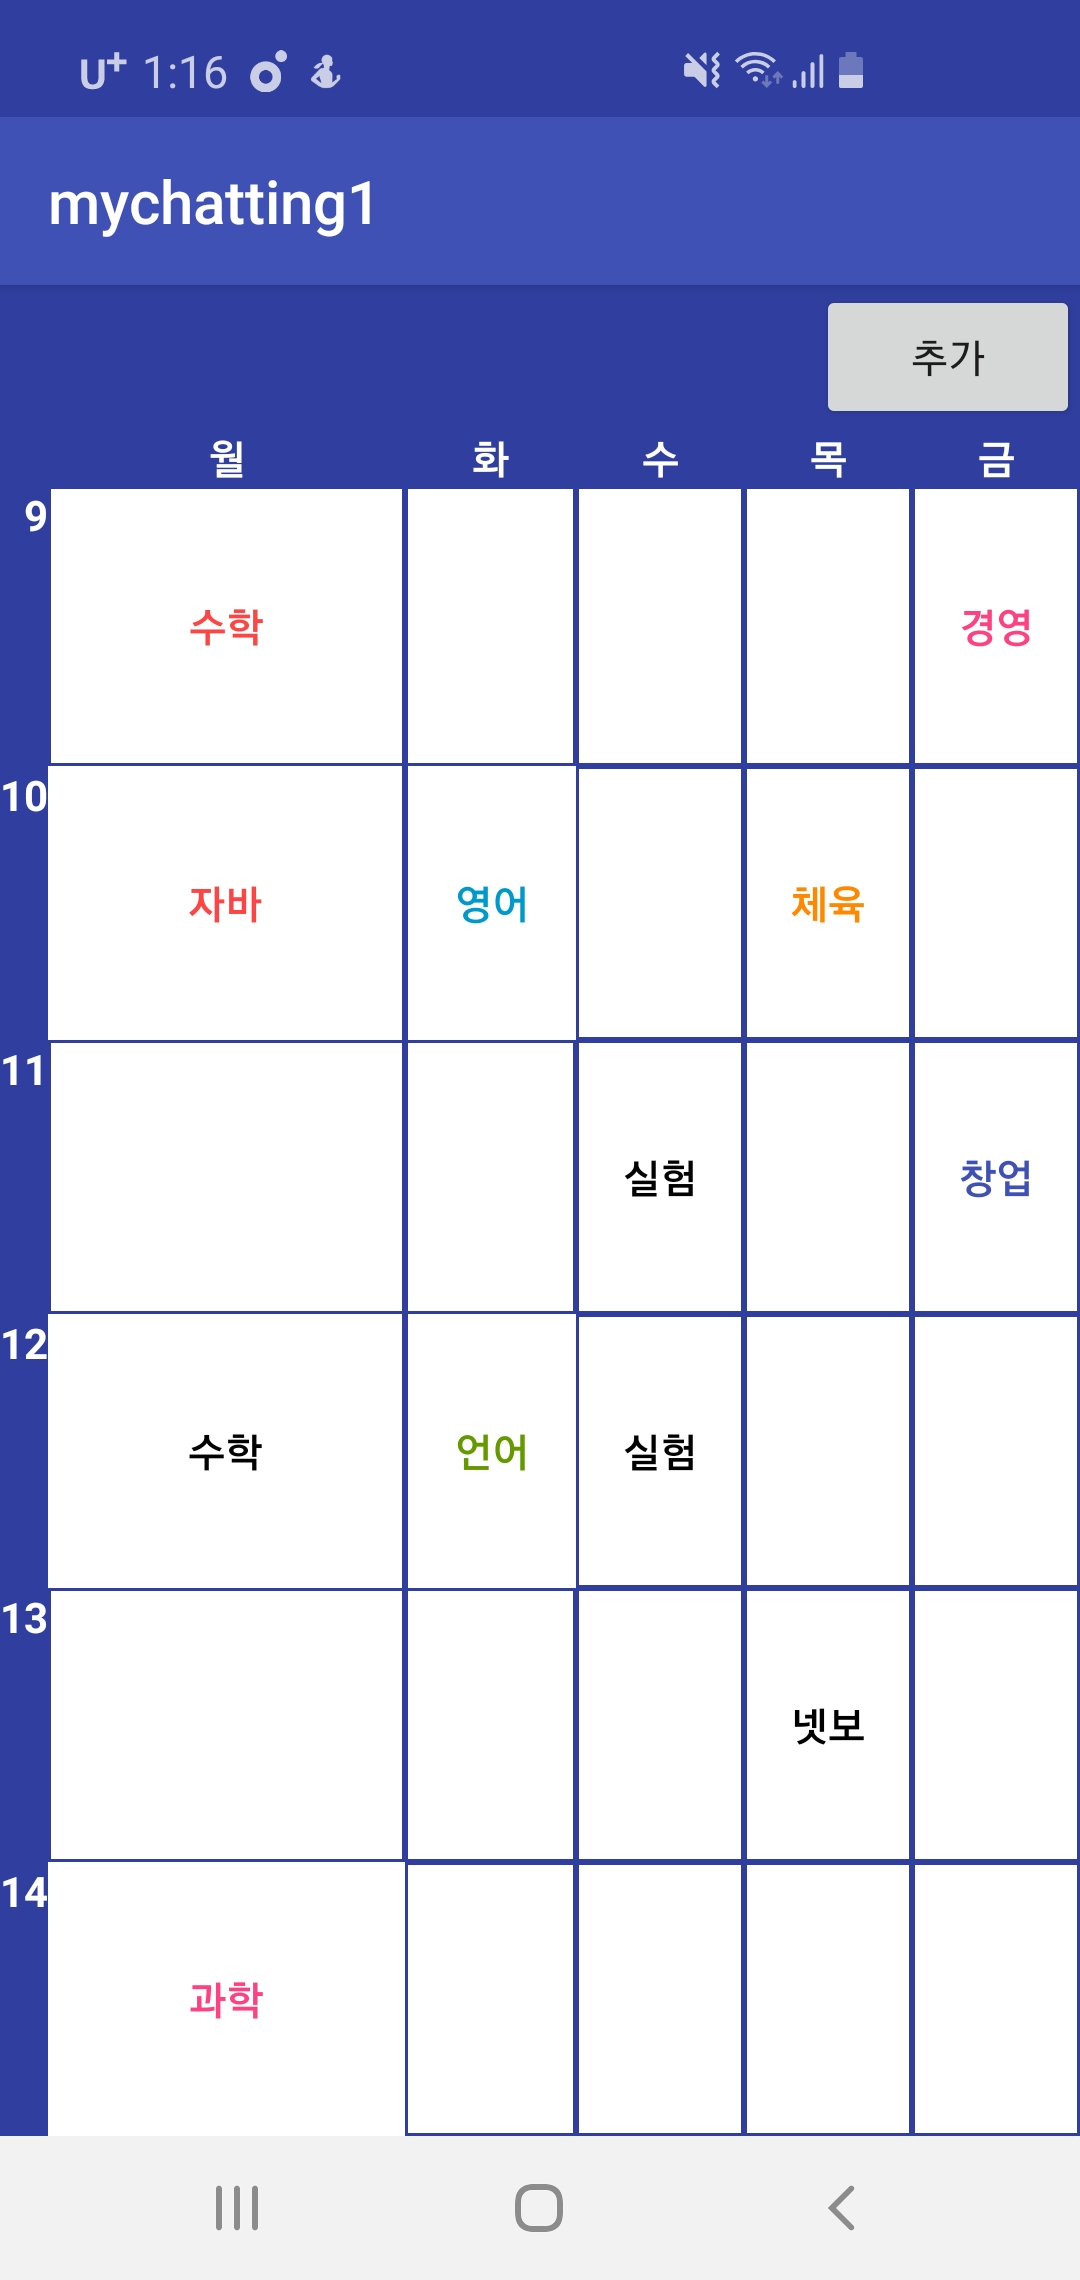 U+ 1:16
mychatting1
추가
월 화 수 목 금
9
수학 경영
10
자바 영어 체육
11
실험 창업
12
수학 언어 실험
13
넷보
14
과학